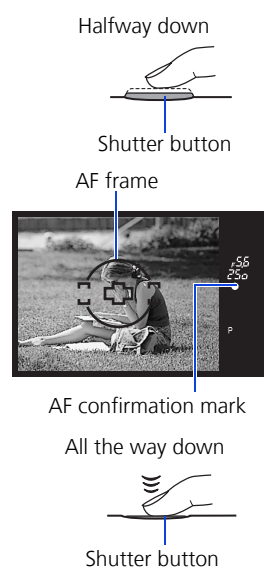 Halfway down
Shutter button
AF frame
F5.6
250
P
AF confirmation mark
All the way down
Shutter button